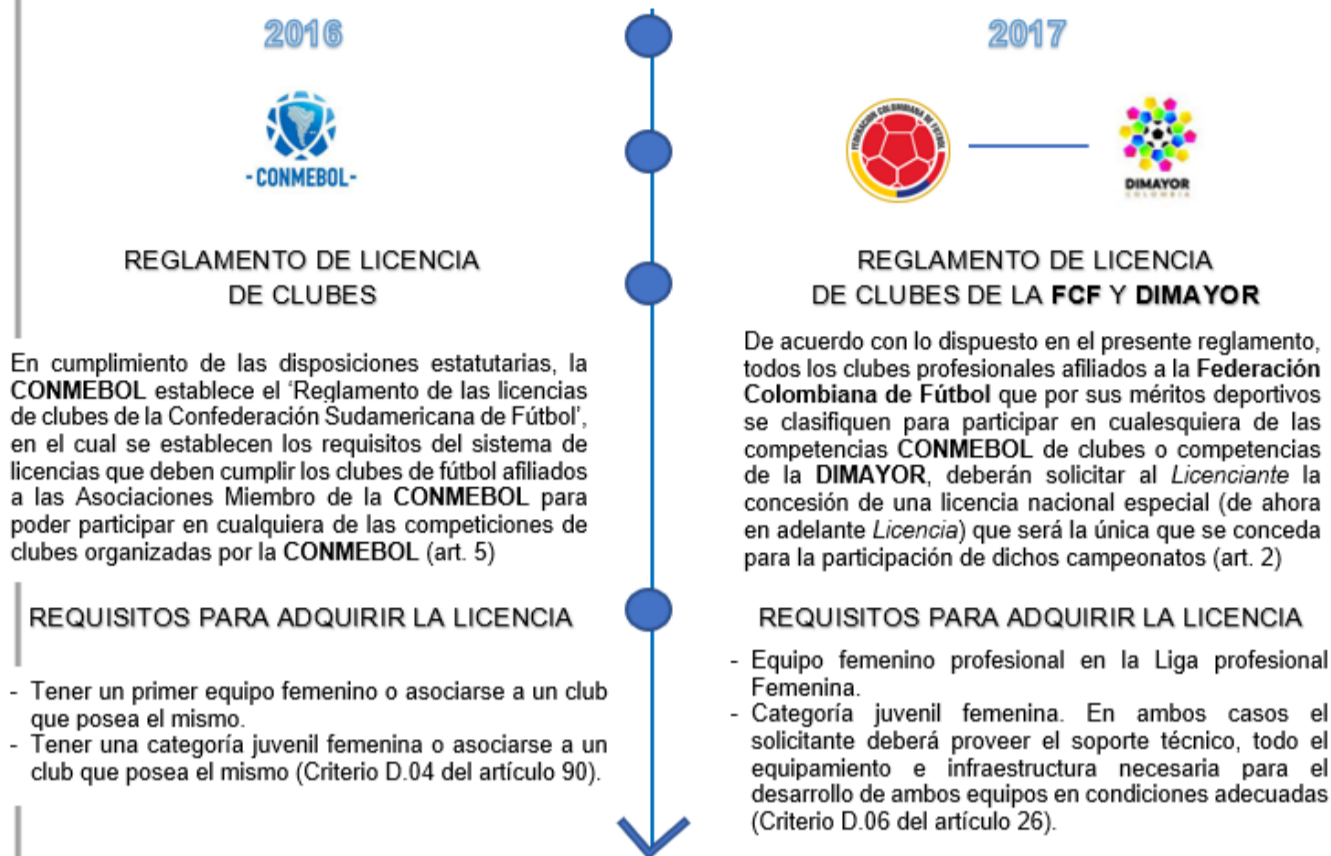 2016
- CONMEBOL -
REGLAMENTO DE LICENCIA
DE CLUBES
En cumplimiento de las disposiciones estatutarias, la
CONMEBOL establece el ‘Reglamento de las licencias
de clubes de la Confederación Sudamericana de Fútbol’,
en el cual se establecen los requisitos del sistema de
licencias que deben cumplir los clubes de fútbol afiliados
a las Asociaciones Miembro de la CONMEBOL para
poder participar en cualquiera de las competiciones de
clubes organizadas por la CONMEBOL (art. 5)
REQUISITOS PARA ADQUIRIR LA LICENCIA
- Tener un primer equipo femenino o asociarse a un club
que posea el mismo.
- Tener una categoría juvenil femenina o asociarse a un
club que posea el mismo (Criterio D.04 del artículo 90).
2017
FEDERACION COLOMBIANA DE FUTBOL
DIMAYOR
COLOMBIA
REGLAMENTO DE LICENCIA
DE CLUBES DE LA FCF Y DIMAYOR
De acuerdo con lo dispuesto en el presente reglamento,
todos los clubes profesionales afiliados a la Federación
Colombiana de Fútbol que por sus méritos deportivos
se clasifiquen para participar en cualesquiera de las
competencias CONMEBOL de clubes o competencias
de la DIMAYOR, deberán solicitar al Licenciante la
concesión de una licencia nacional especial (de ahora
en adelante Licencia) que será la única que se conceda
para la participación de dichos campeonatos (art. 2)
REQUISITOS PARA ADQUIRIR LA LICENCIA
- Equipo femenino profesional en la Liga profesional
Femenina.
- Categoría juvenil femenina. En ambos casos el
solicitante deberá proveer el soporte técnico, todo el
equipamiento e infraestructura necesaria para el
desarrollo de ambos equipos en condiciones adecuadas
(Criterio D.06 del artículo 26).